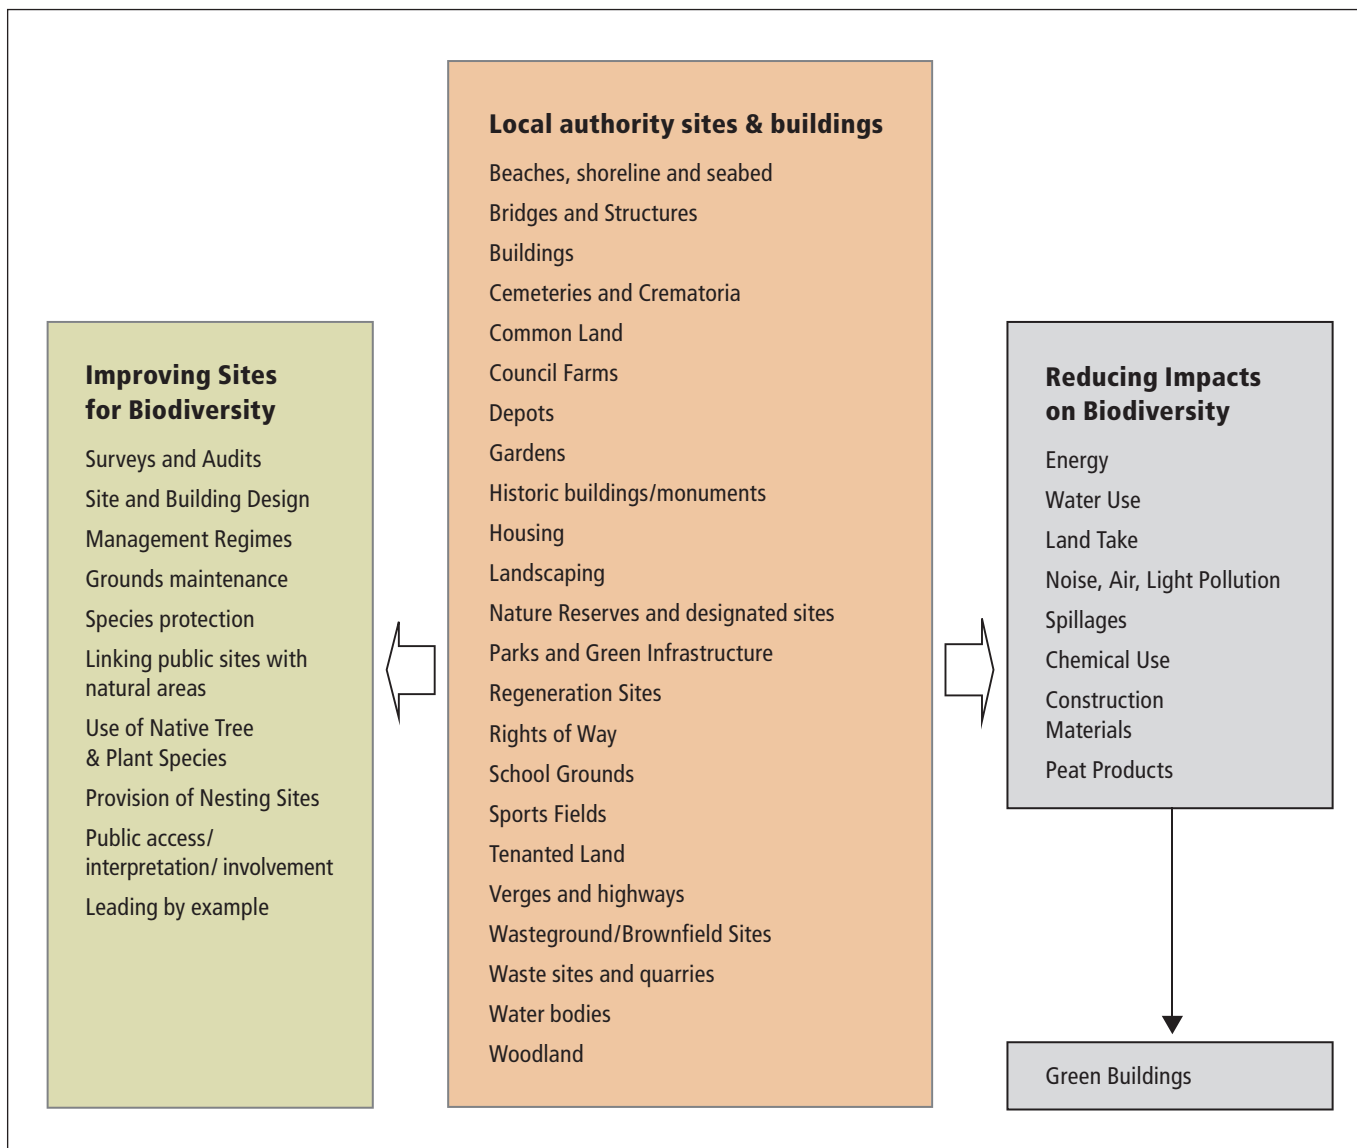 Improving Sites
for Biodiversity
Surveys and Audits
Site and Building Design
Management Regimes
Grounds maintenance
Species protection
Linking public sites with
natural areas
Use of Native Tree
& Plant Species
Provision of Nesting Sites
Public access/
interpretation/ involvement
Leading by example
Local authority sites & buildings
Beaches, shoreline and seabed
Bridges and Structures
Buildings
Cemeteries and Crematoria
Common Land
Council Farms
Depots
Gardens
Historic buildings/monuments
Housing
Landscaping
Nature Reserves and designated sites
Parks and Green Infrastructure
Regeneration Sites
Rights of Way
School Grounds
Sports Fields
Tenanted Land
Verges and highways
Wasteground/Brownfield Sites
Waste sites and quarries
Water bodies
Woodland
Reducing Impacts
on Biodiversity
Energy
Water Use
Land Take
Noise, Air, Light Pollution
Spillages
Chemical Use
Construction
Materials
Peat Products
Green Buildings